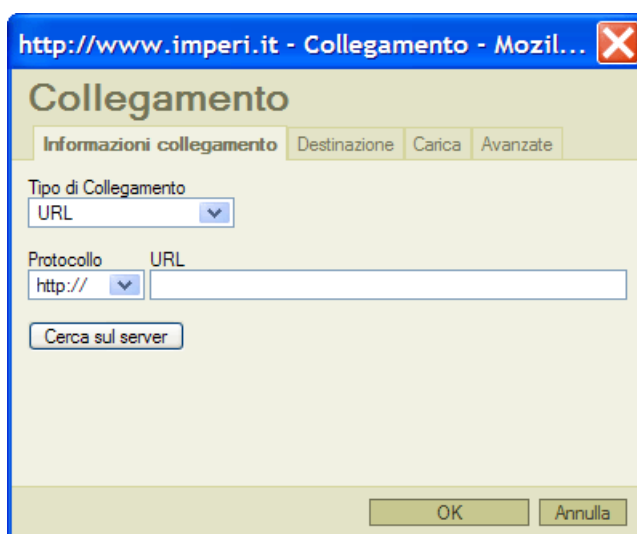 http://www.imperi.it - Collegamento - Mozil...
Collegamento
Informazioni collegamento Destinazione Carica Avanzate
Tipo di Collegamento
URL
Protocollo URL
http://
Cerca sul server
OK Annulla